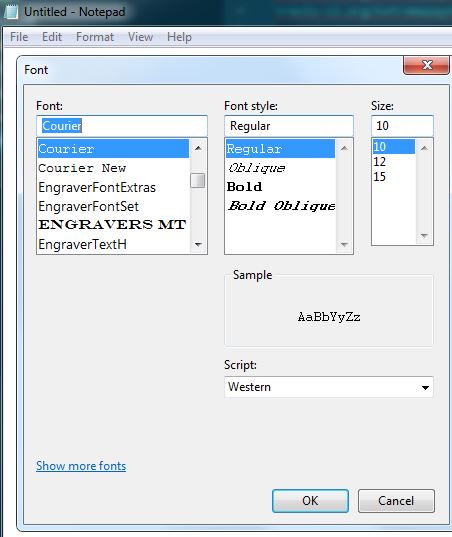 Untitled - Notepad
File Edit Format View Help
Font
Font: Font style: Size:
Courier Regular 10
Courier Regular 10
Courier New Oblique 12
EngraverFontExtras Bold 15
EngraverFontSet Bold Oblique
ENGRAVERS MT
EngraverTextH
Sample
AaBbYyZz
Script:
Western
Show more fonts
OK Cancel